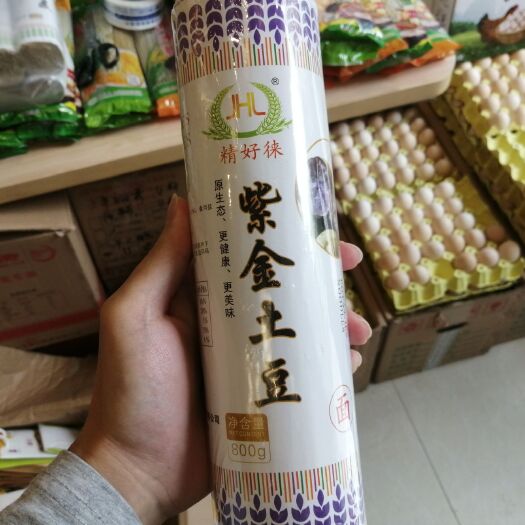 JHL®
精好徕
原生态、更健康、更美味
紫金土豆
面
净含量
NET CONTENT
800g